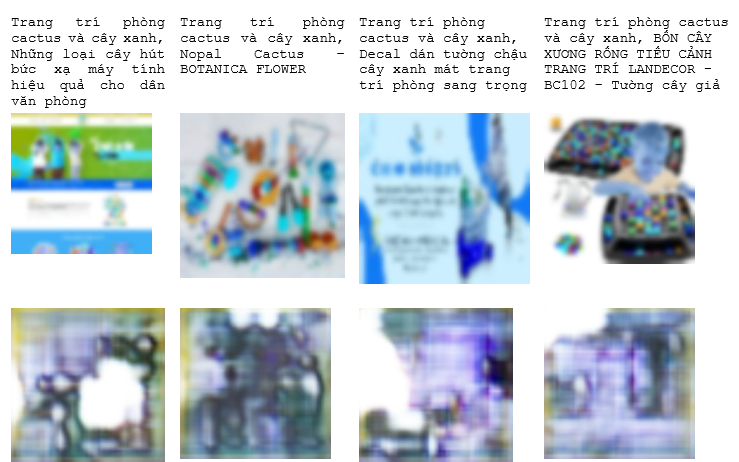 Trang trí phòng
cactus và cây xanh,
Những loại cây hút
bức xạ máy tính
hiệu quả cho dân
văn phòng
Trang trí phòng
cactus và cây xanh,
Nopal Cactus –
BOTANICA FLOWER
Trang trí phòng
cactus và cây xanh,
Decal dán tường chậu
cây xanh mát trang
trí phòng sang trọng
Trang trí phòng cactus
và cây xanh, BỐN CÂY
XƯƠNG RỒNG TIỂU CẢNH
TRANG TRÍ LANDECOR –
BC102 – Tường cây giả